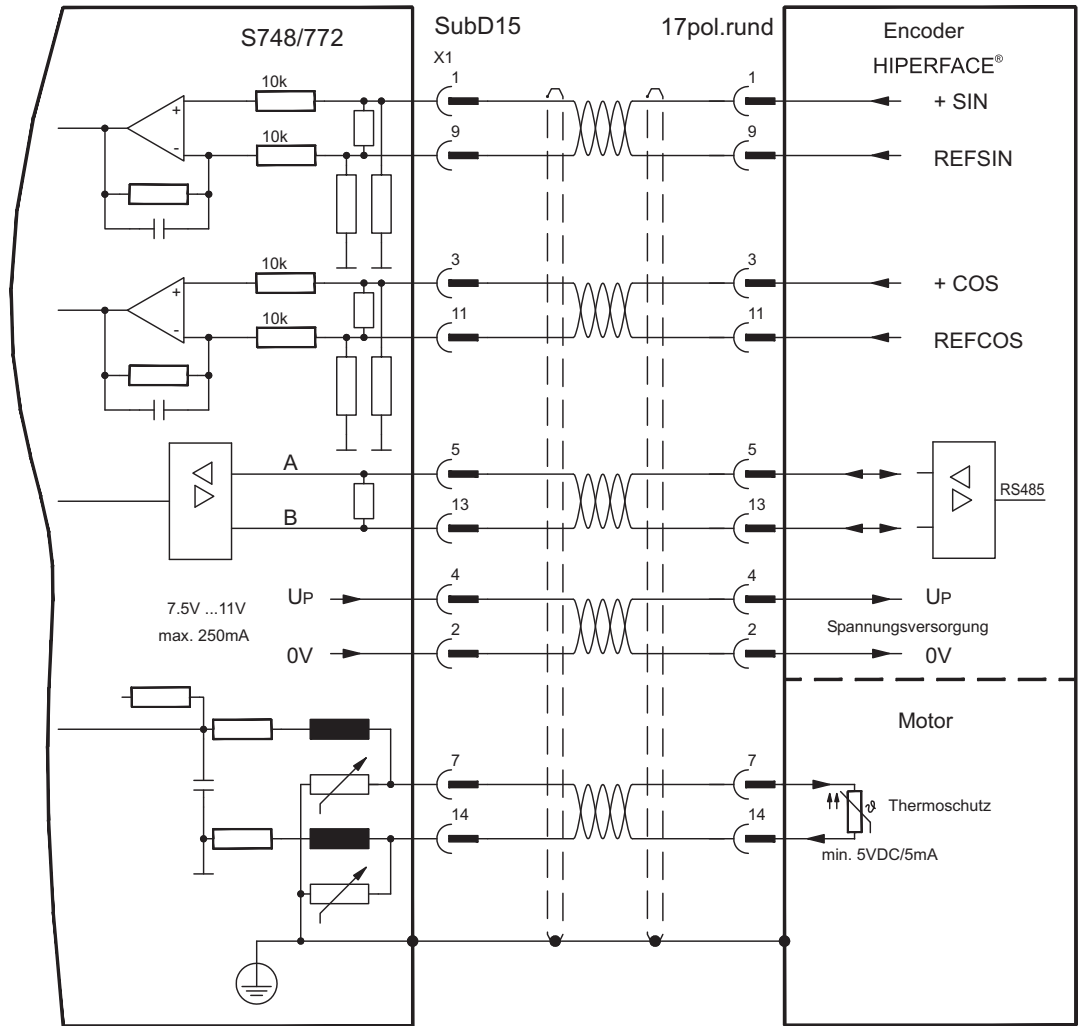 S748/772
SubD15
17pol.rund
Encoder
HIPERFACE®
X1
10k
+
-
10k
1
9
1
9
+ SIN
REFSIN
10k
+
-
10k
3
11
3
11
+ COS
REFCOS
A
B
5
13
5
13
RS485
7.5V ...11V
max. 250mA
UP
0V
4
2
4
2
UP
Spannungsversorgung
0V
Motor
7
14
7
14
ϑ
Thermoschutz
min. 5VDC/5mA